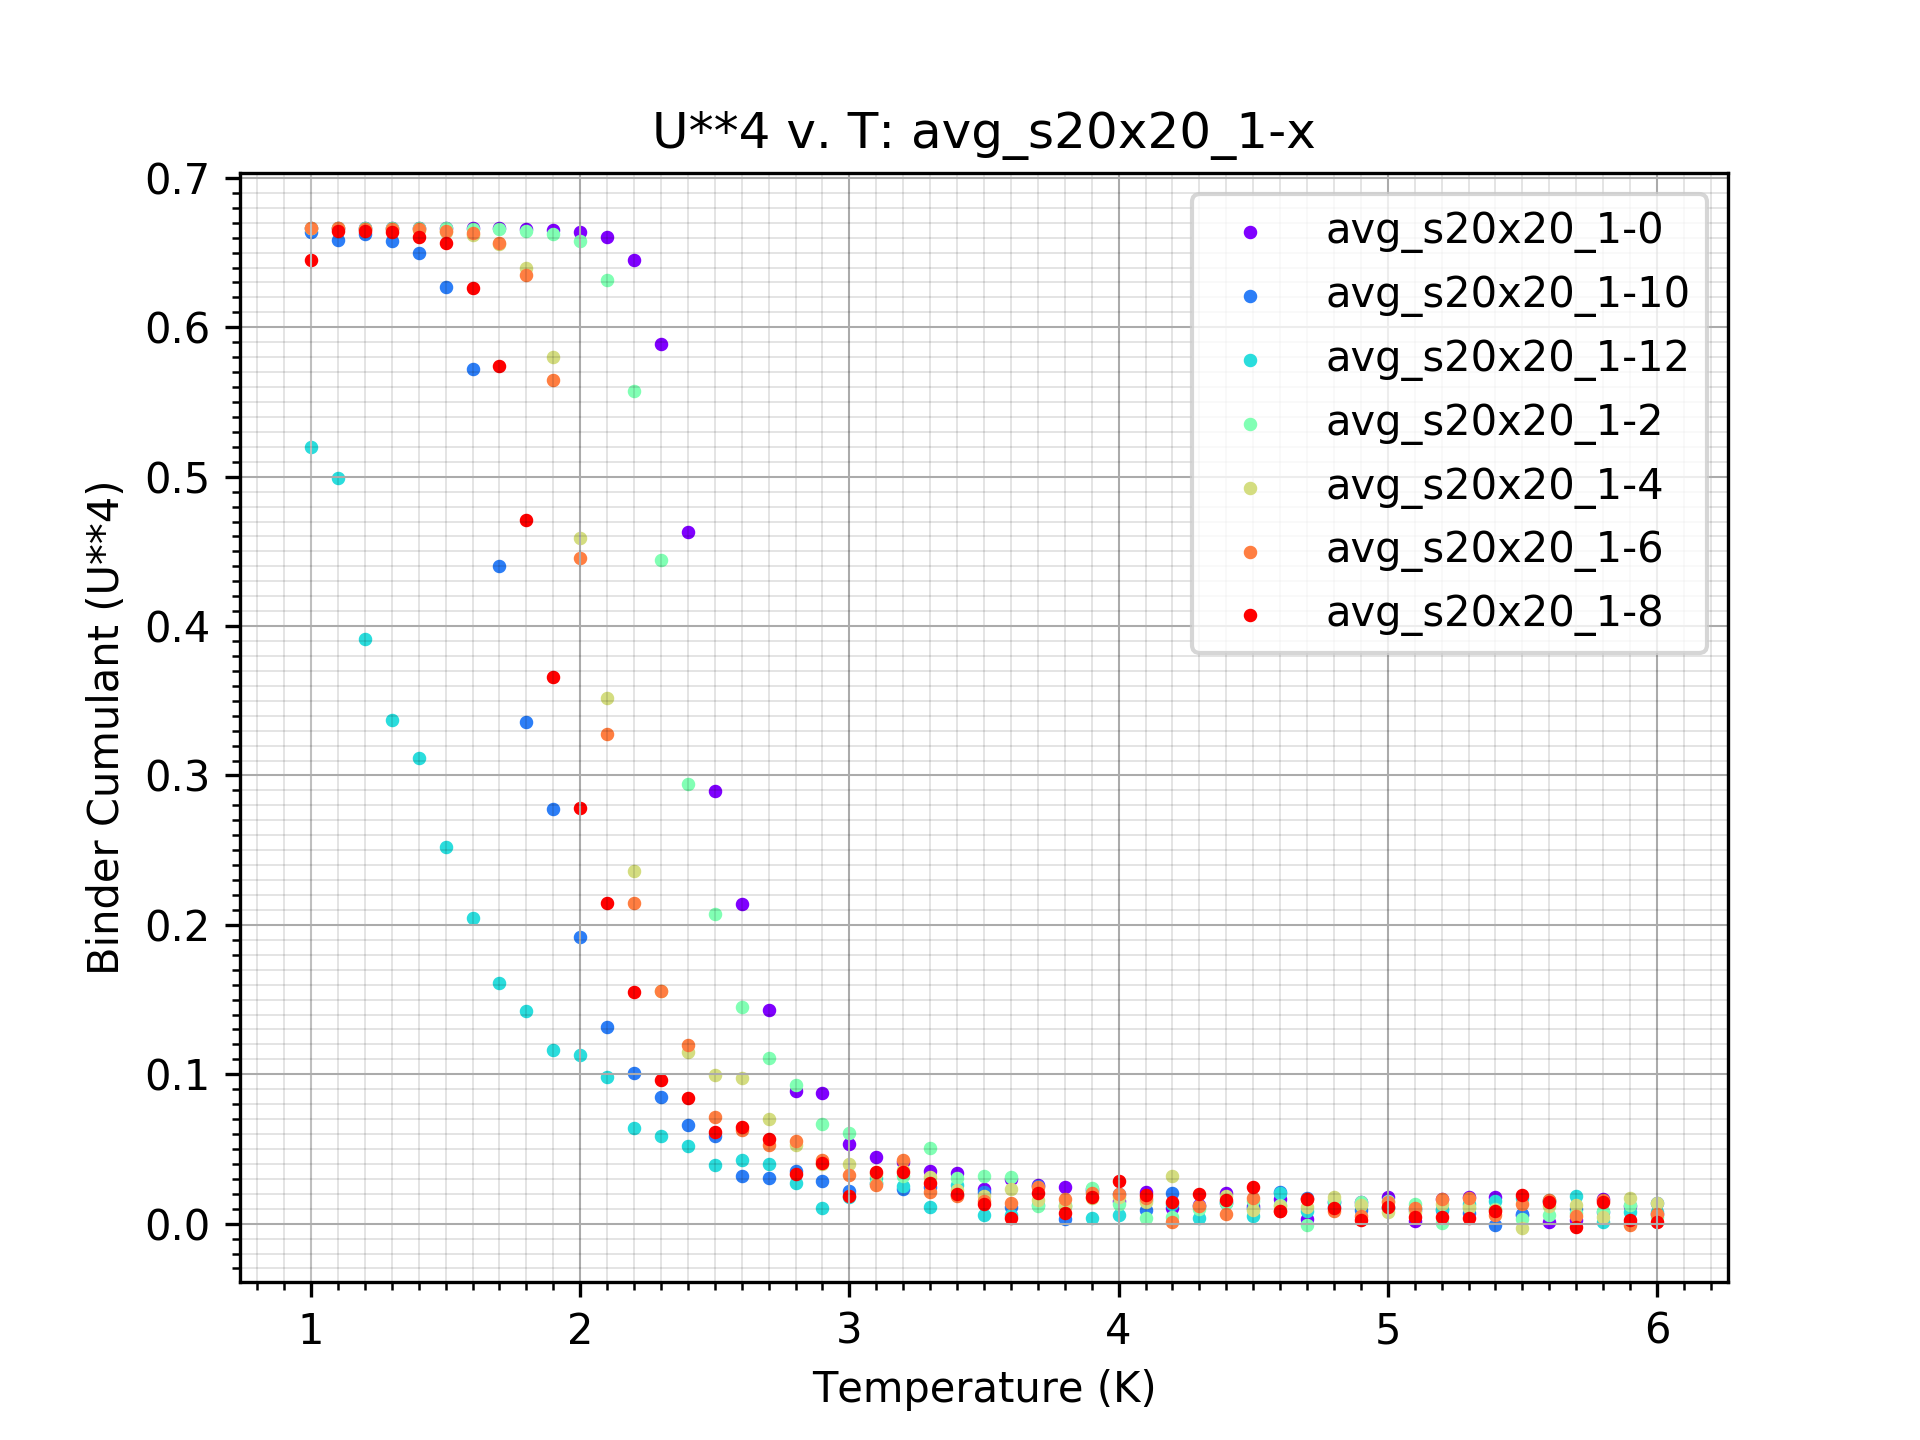 U**4 v. T: avg_s20x20_1-x
0.7
0.6
0.5
0.4
0.3
0.2
0.1
0.0
Binder Cumulant (U**4)
avg_s20x20_1-0
avg_s20x20_1-10
avg_s20x20_1-12
avg_s20x20_1-2
avg_s20x20_1-4
avg_s20x20_1-6
avg_s20x20_1-8
1 2 3 4 5 6
Temperature (K)